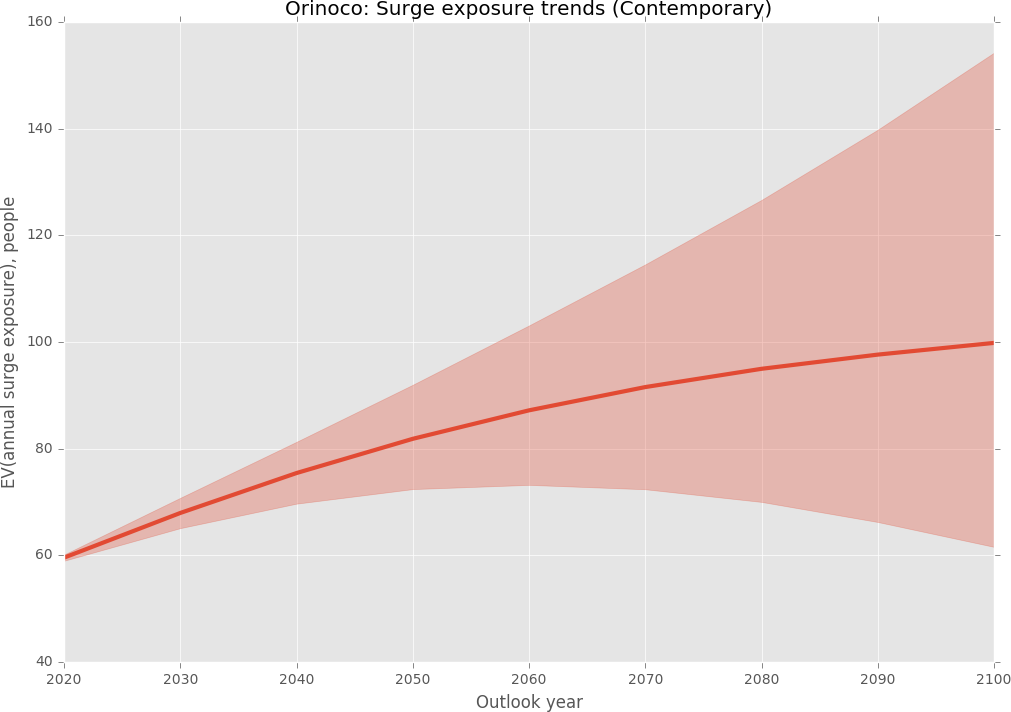 Orinoco: Surge exposure trends (Contemporary)
EV(annual surge exposure), people
160
140
120
100
80
60
40
2020 2030 2040 2050 2060 2070 2080 2090 2100
Outlook year